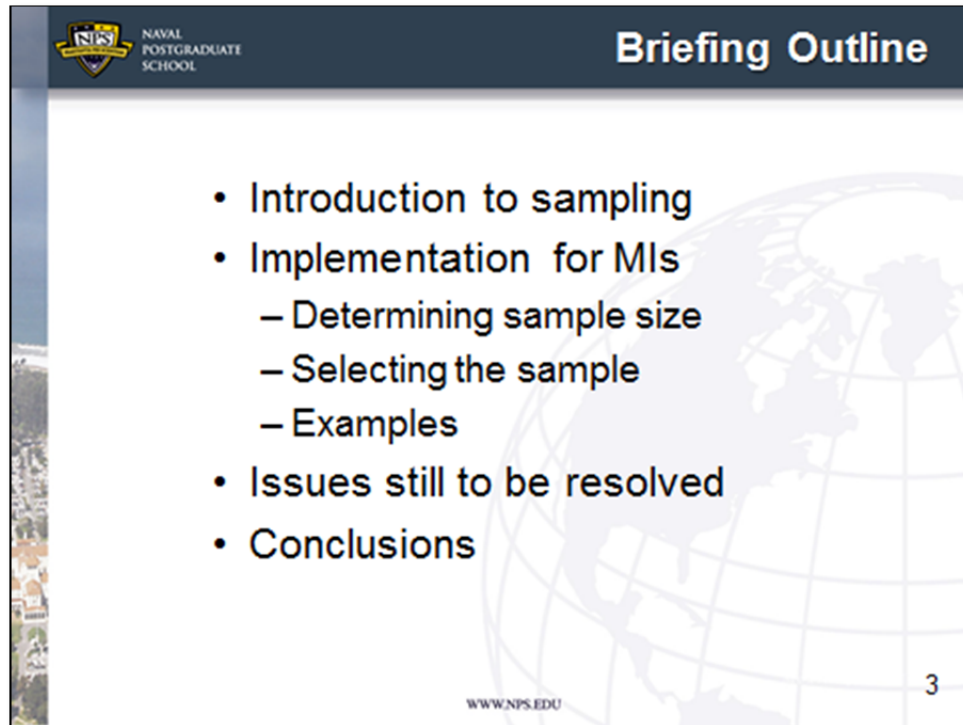 NPS
NAVAL
POSTGRADUATE
SCHOOL
Briefing Outline
• Introduction to sampling
• Implementation for MIs
– Determining sample size
– Selecting the sample
– Examples
• Issues still to be resolved
• Conclusions
WWW.NPS.EDU
3